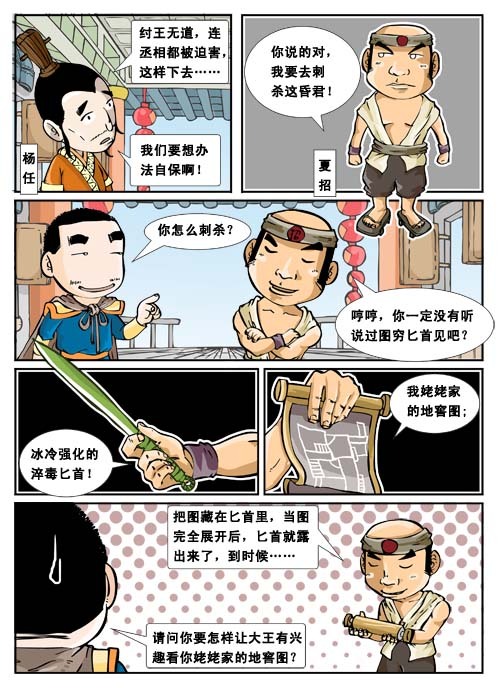 纣王无道，连
丞相都被迫害，
这样下去……
我们要想办
法自保啊！
杨
任
你说的对，
我要去刺
杀这昏君！
夏
招
你怎么刺杀？
哼哼，你一定没有听
说过图穷匕首见吧？
冰冷强化的
淬毒匕首！
我姥姥家
的地窖图；
把图藏在匕首里，当图
完全展开后，匕首就露
出来了，到时候……
请问你要怎样让大王有兴
趣看你姥姥家的地窖图？